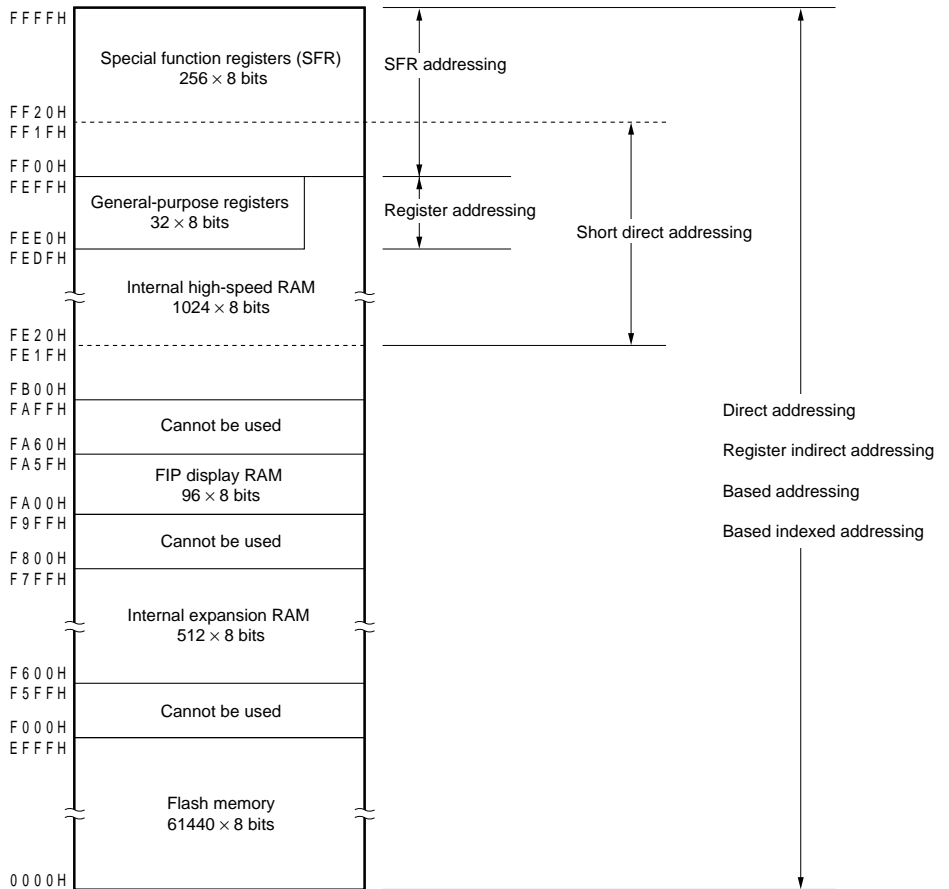 FFFFH
Special function registers (SFR)
256 × 8 bits
SFR addressing
FF20H
FF1FH
FF00H
FEFFH
General-purpose registers
32 × 8 bits
Register addressing
Short direct addressing
FEE0H
FEDFH
Internal high-speed RAM
1024 × 8 bits
FE20H
FE1FH
FB00H
FAFFH
Cannot be used
FA60H
FA5FH
FIP display RAM
96 × 8 bits
FA00H
F9FFH
Cannot be used
F800H
F7FFH
Internal expansion RAM
512 × 8 bits
F600H
F5FFH
Cannot be used
F000H
EFFFH
Flash memory
61440 × 8 bits
0000H
Direct addressing
Register indirect addressing
Based addressing
Based indexed addressing